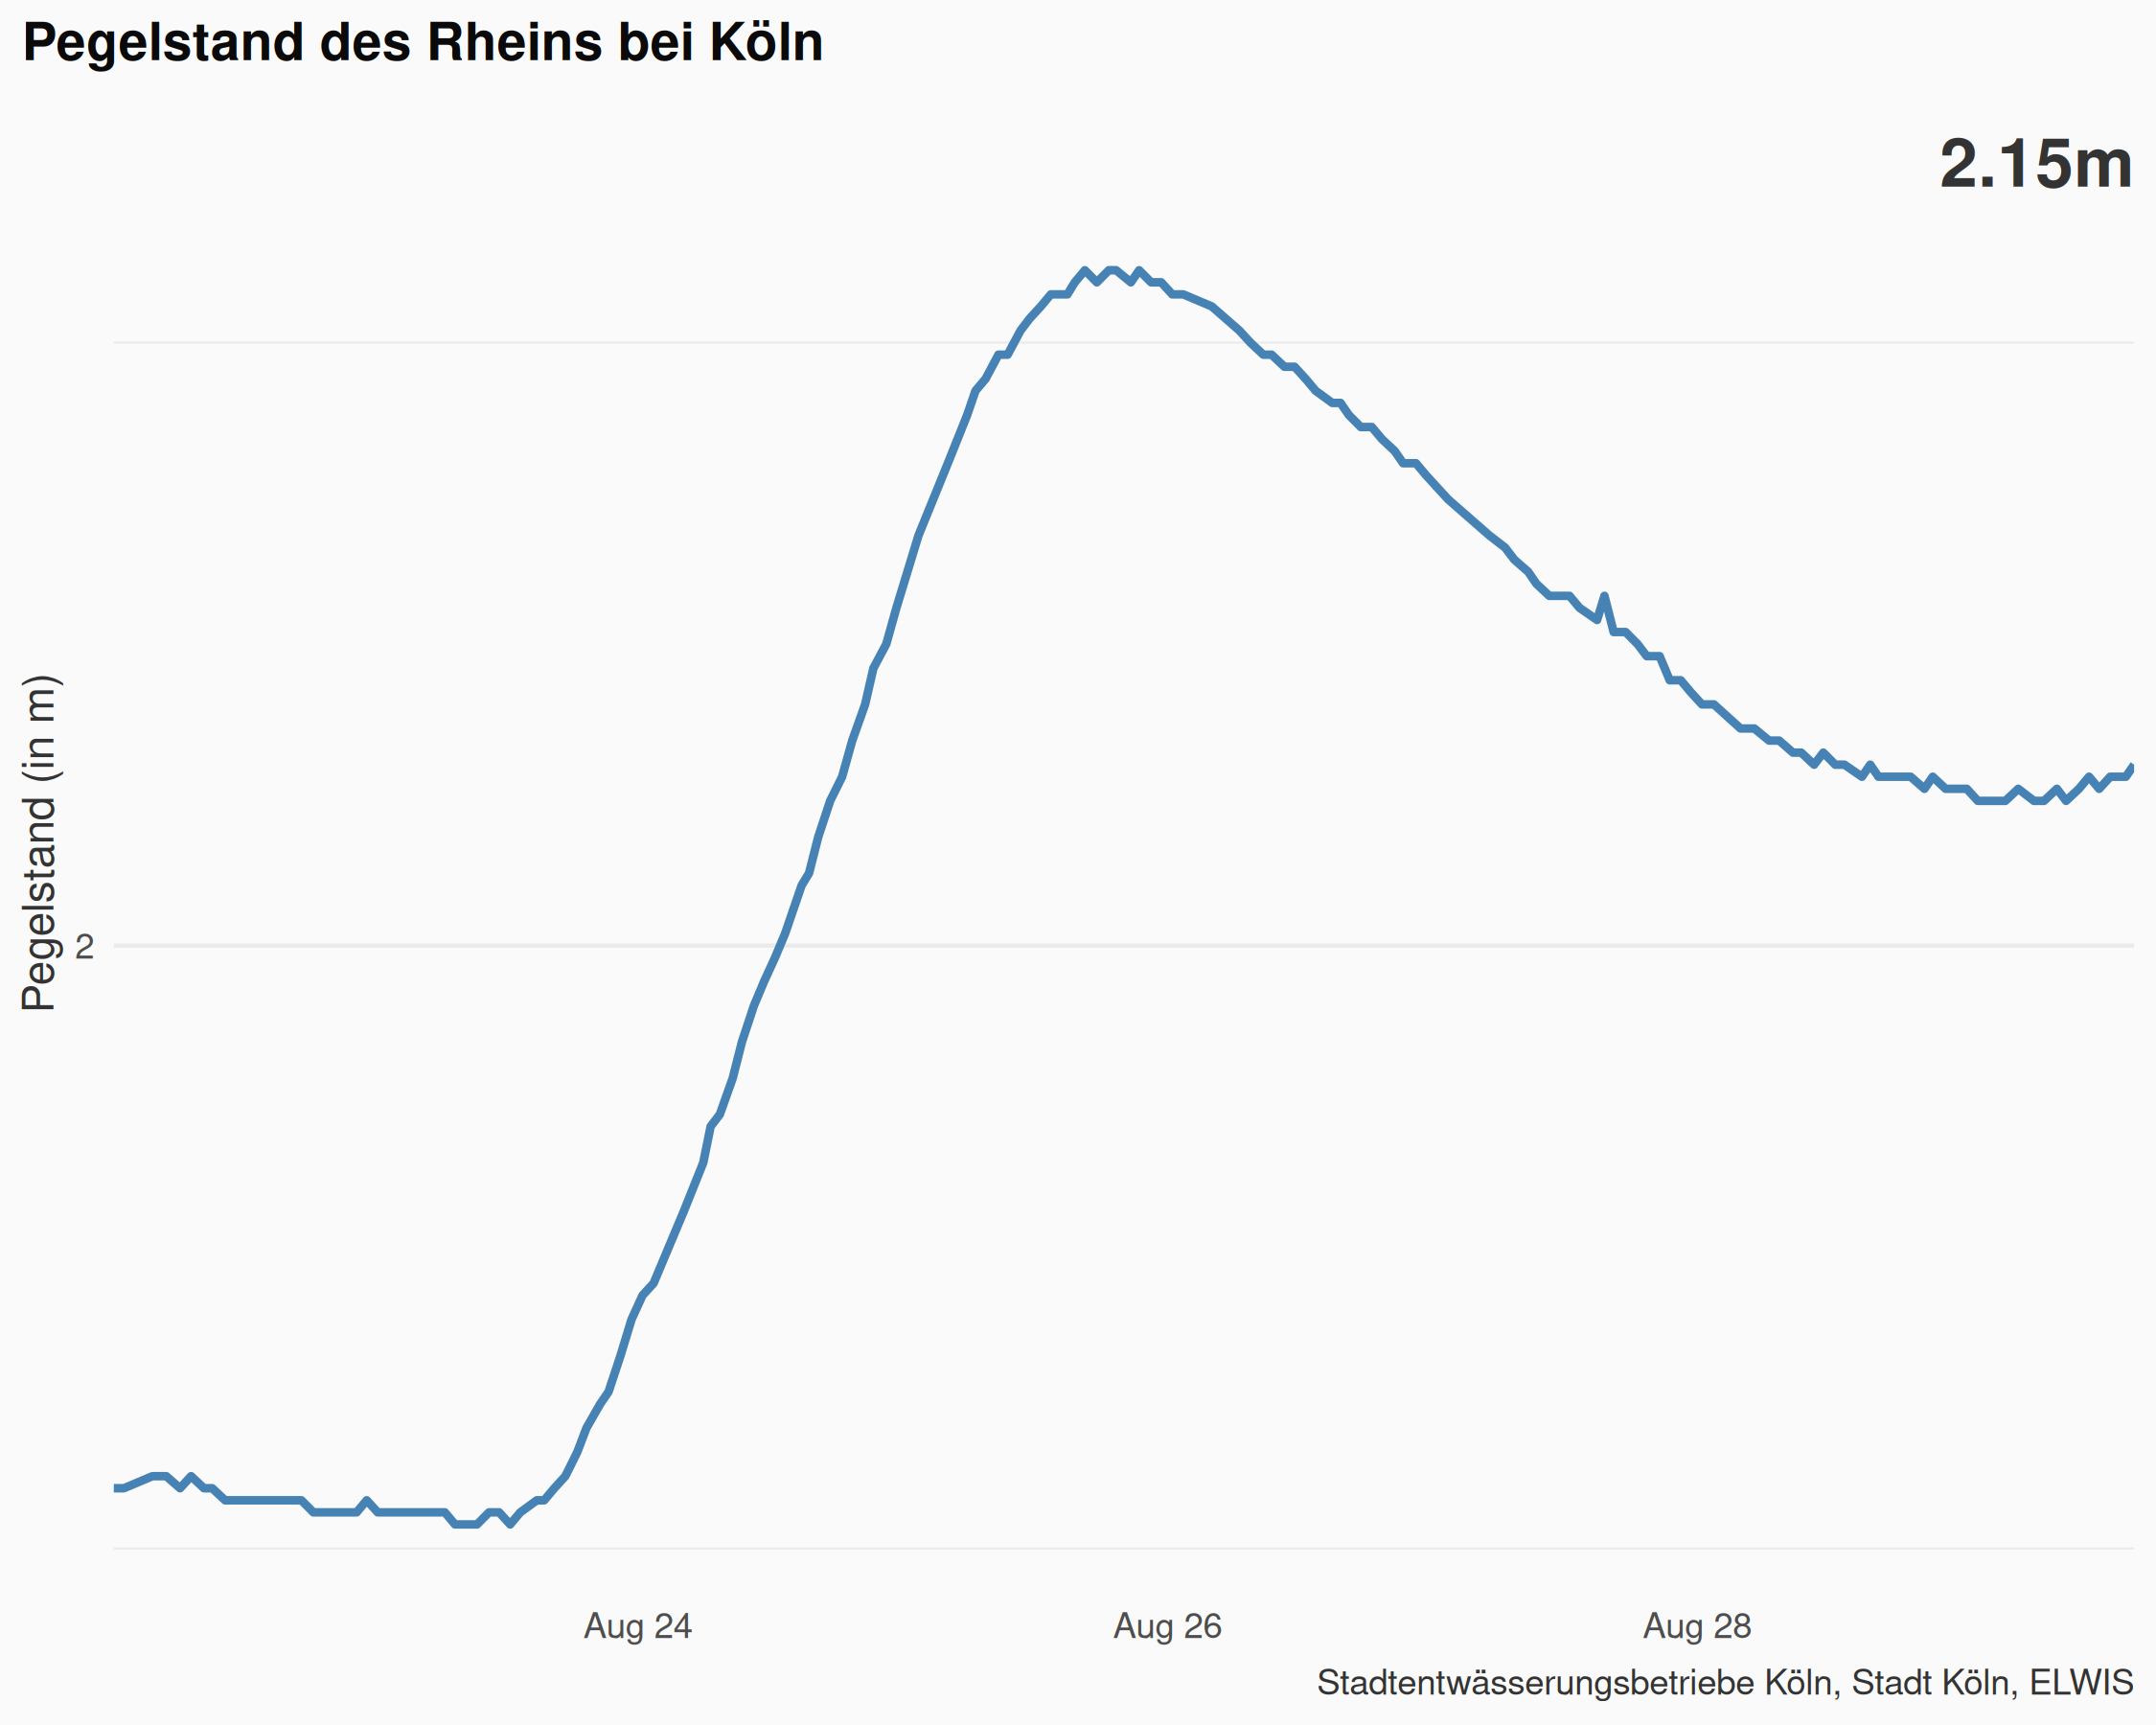 Pegelstand des Rheins bei Köln
2.15m
Pegelstand (in m)
2
Aug 24
Aug 26
Aug 28
Stadtentwässerungsbetriebe Köln, Stadt Köln, ELWIS